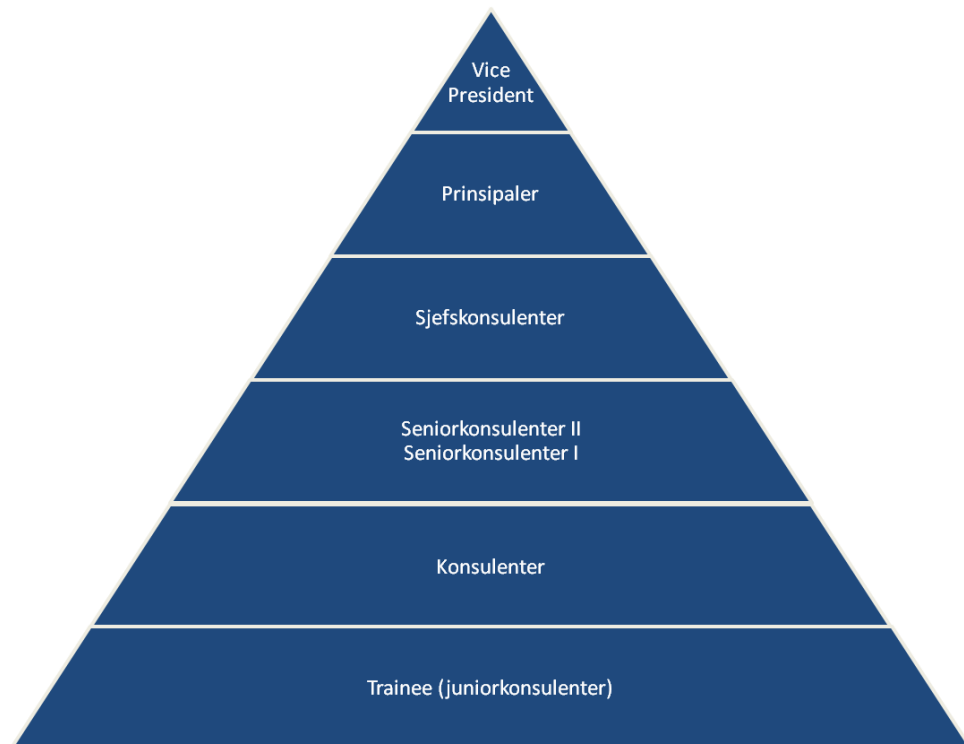 Vice
President
Prinsipaler
Sjefskonsulenter
Seniorkonsulenter II
Seniorkonsulenter I
Konsulenter
Trainee (juniorkonsulenter)